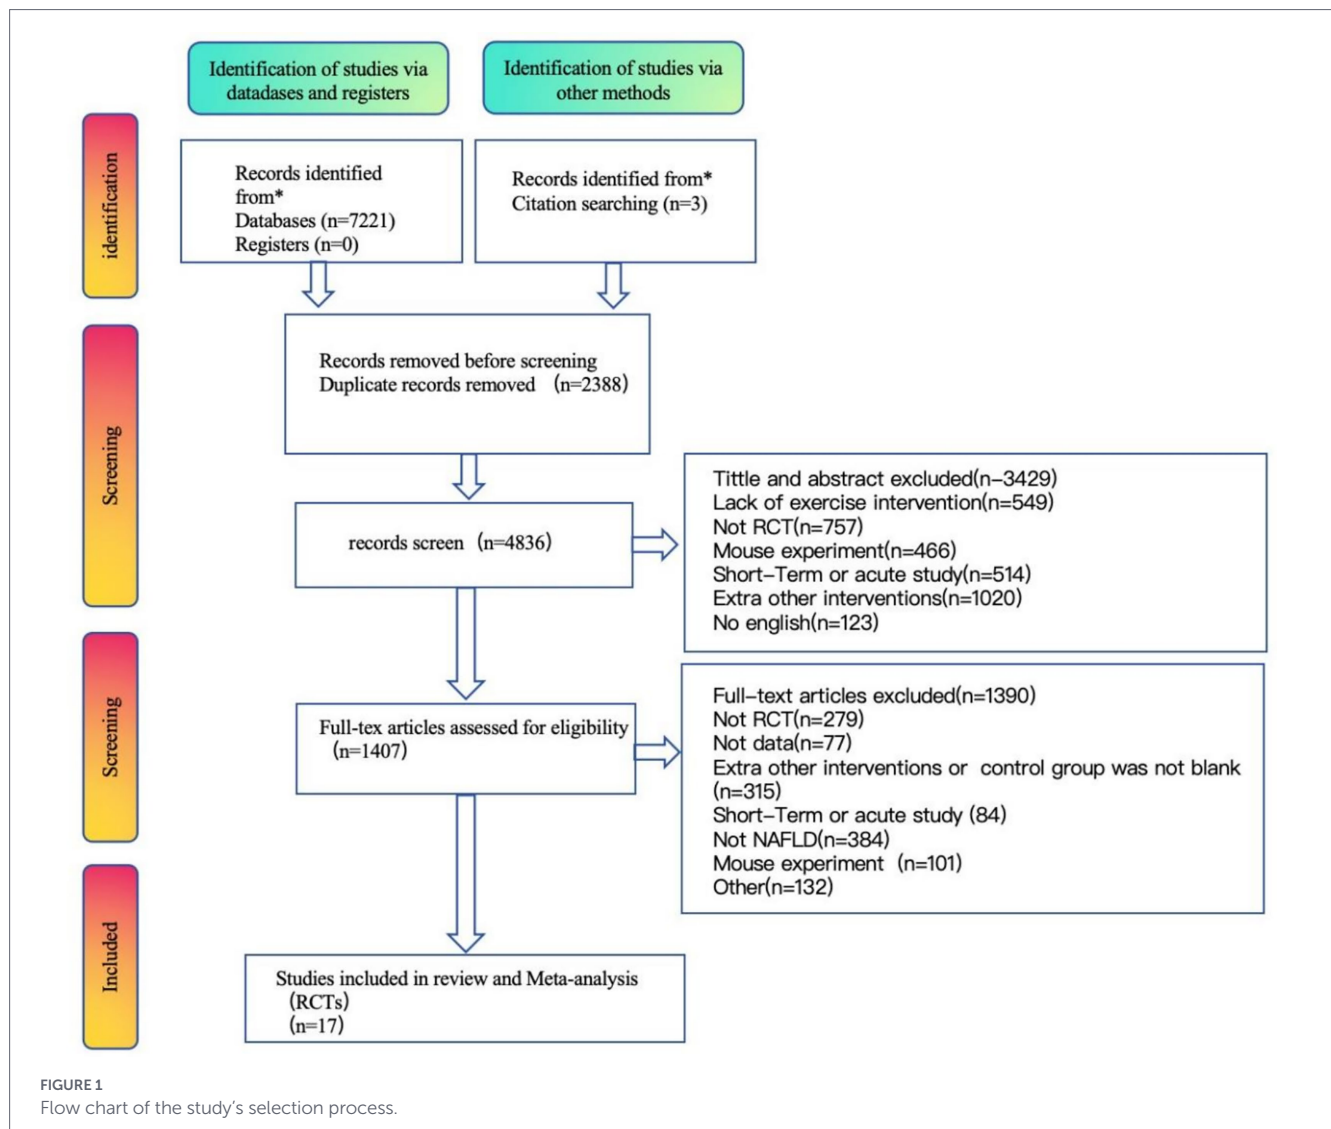 Identification of studies via
datadases and registers
Identification of studies via
other methods
identification
Records identified
from*
Databases (n=7221)
Registers (n=0)
Records identified from*
Citation searching (n=3)
Screening
Records removed before screening
Duplicate records removed (n=2388)
records screen (n=4836)
Tittle and abstract excluded(n-3429)
Lack of exercise intervention(n=549)
Not RCT(n=757)
Mouse experiment(n=466)
Short-Term or acute study(n=514)
Extra other interventions(n=1020)
No english(n=123)
Screening
Full-tex articles assessed for eligibility
(n=1407)
Full-text articles excluded(n=1390)
Not RCT(n=279)
Not data(n=77)
Extra other interventions or control group was not blank
(n=315)
Short-Term or acute study (84)
Not NAFLD(n=384)
Mouse experiment (n=101)
Other(n=132)
Included
Studies included in review and Meta-analysis
(RCTs)
(n=17)
FIGURE 1
Flow chart of the study's selection process.